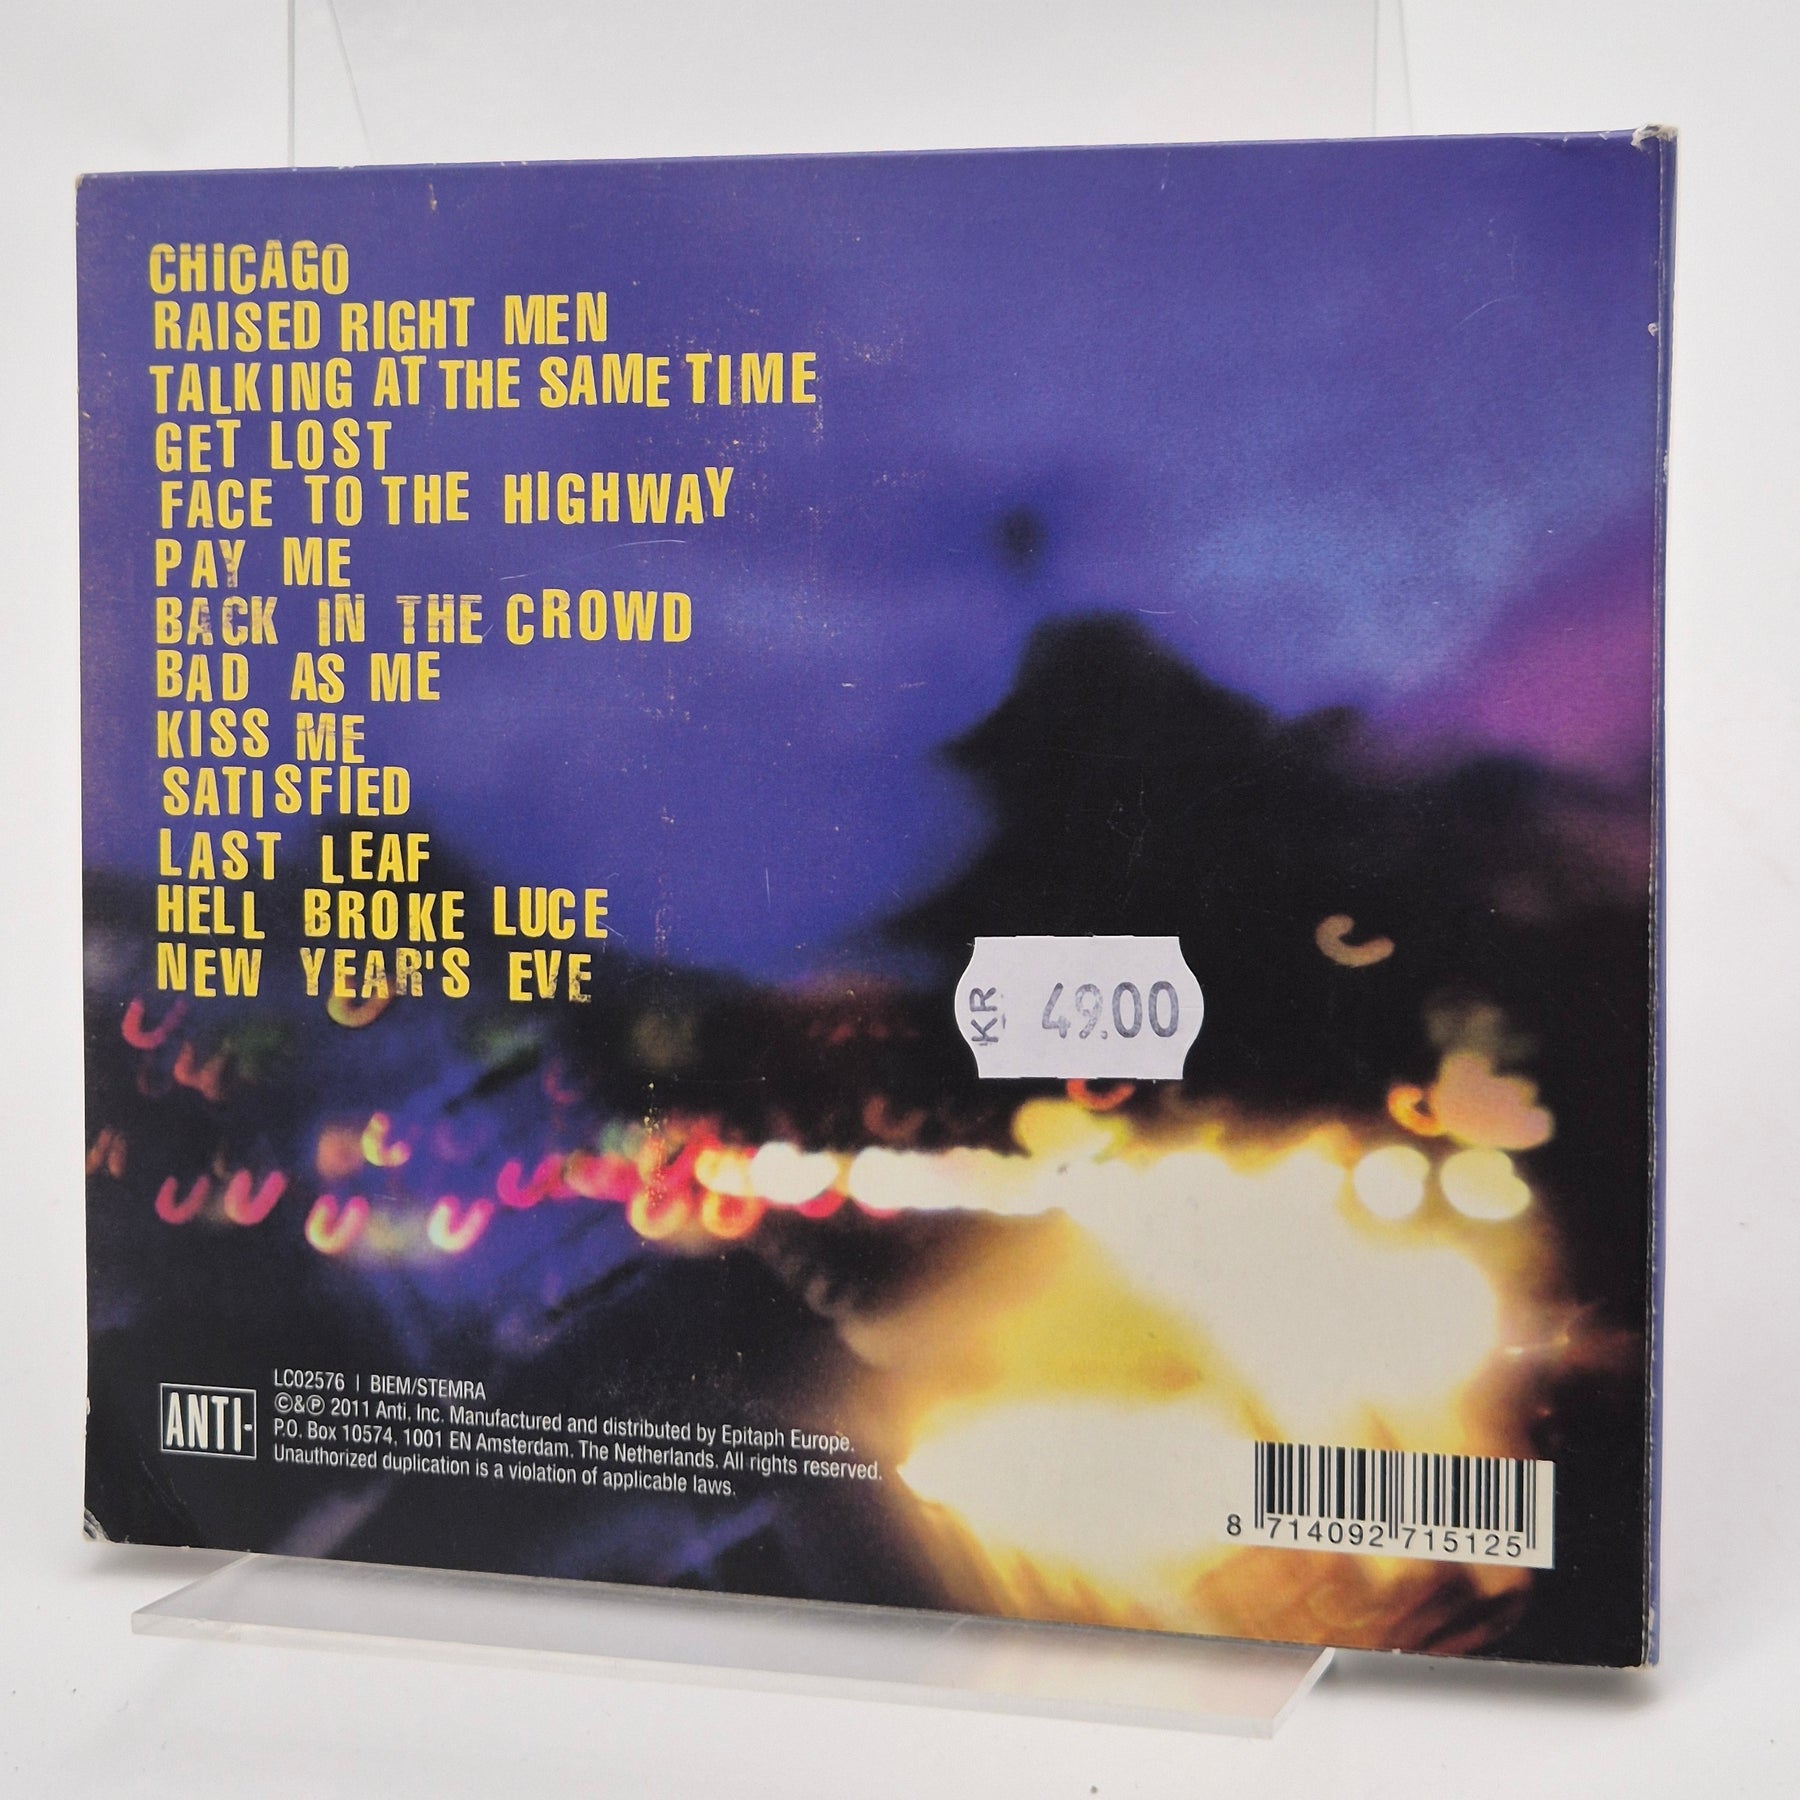 CHICAGO
RAISED RIGHT MEN
TALKING AT THE SAME TIME
GET LOST
FACE TO THE HIGHWAY
PAY ME
BACK IN THE CROWD
BAD AS ME
KISS ME
SATISFIED
LAST LEAF
HELL BROKE LUCE
NEW YEAR'S EVE
KR 49.00
ANTI-
LC02576 | BIEM/STEMRA
©&℗ 2011 Anti, Inc. Manufactured and distributed by Epitaph Europe.
P.O. Box 10574, 1001 EN Amsterdam. The Netherlands. All rights reserved.
Unauthorized duplication is a violation of applicable laws.
8 714092 715125